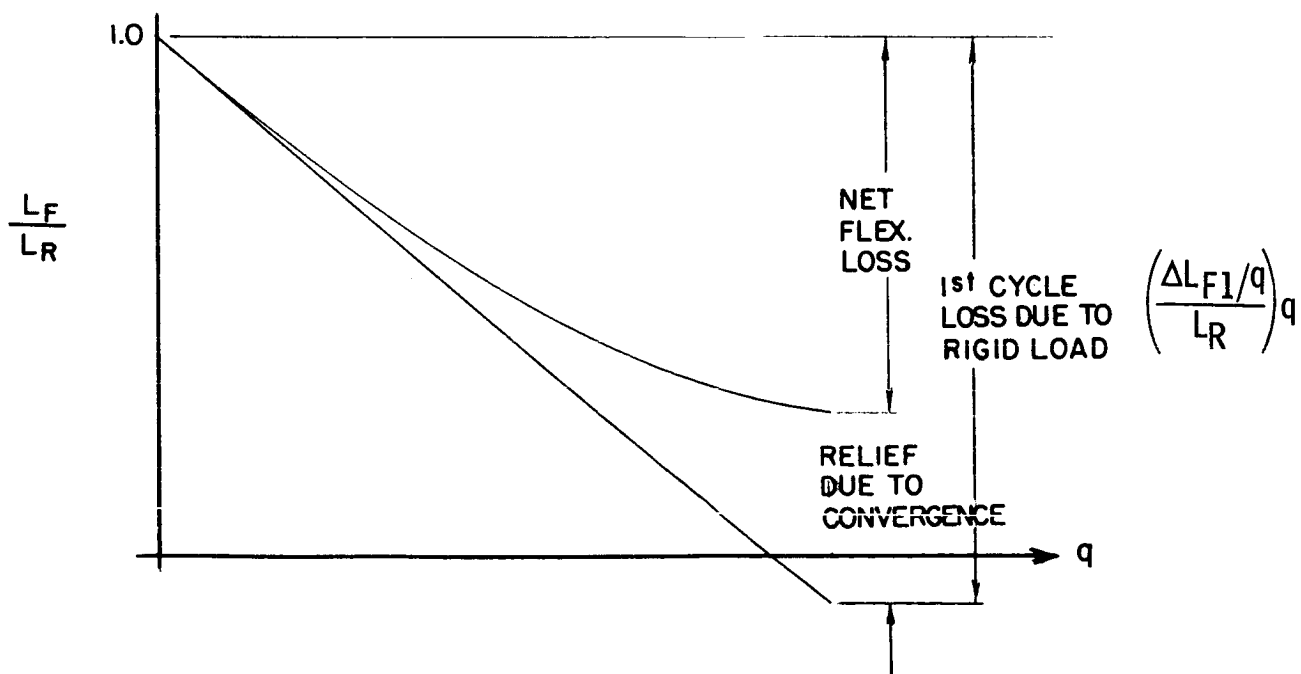 1.0
L_F
L_R
NET
FLEX.
LOSS
1st CYCLE
LOSS DUE TO
RIGID LOAD
(ΔL_F1/q / L_R) q
RELIEF
DUE TO
CONVERGENCE
q